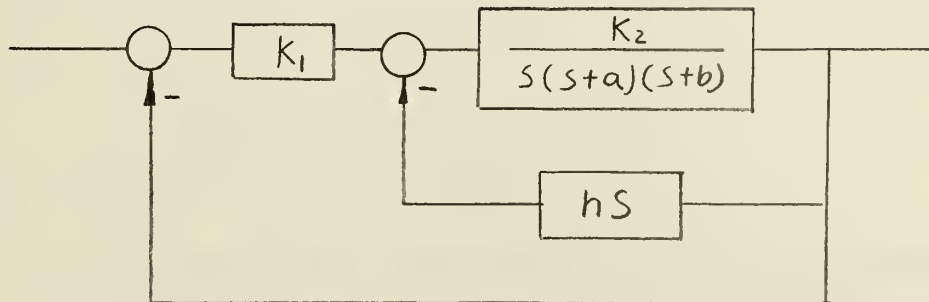 K₁
K₂
S(S+a)(S+b)
-
-
hS